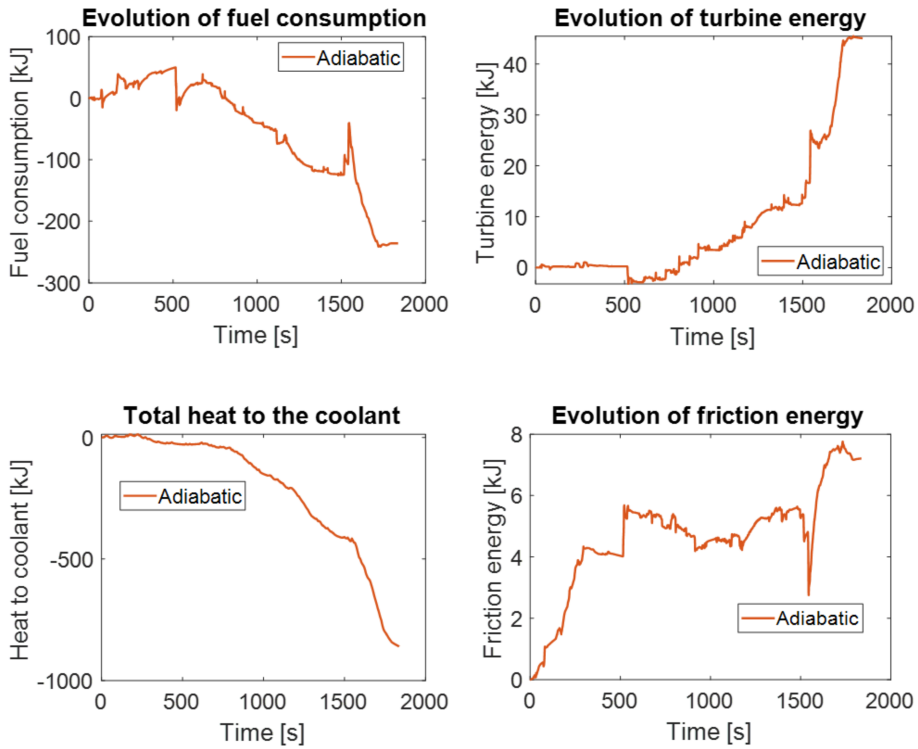 Evolution of fuel consumption
Fuel consumption [kJ]
100
0
-100
-200
-300
Adiabatic
0
500
1000
1500
2000
Time [s]
Evolution of turbine energy
Turbine energy [kJ]
40
30
20
10
0
Adiabatic
0
500
1000
1500
2000
Time [s]
Total heat to the coolant
Heat to coolant [kJ]
0
-500
-1000
Adiabatic
0
500
1000
1500
2000
Time [s]
Evolution of friction energy
Friction energy [kJ]
8
6
4
2
0
Adiabatic
0
500
1000
1500
2000
Time [s]